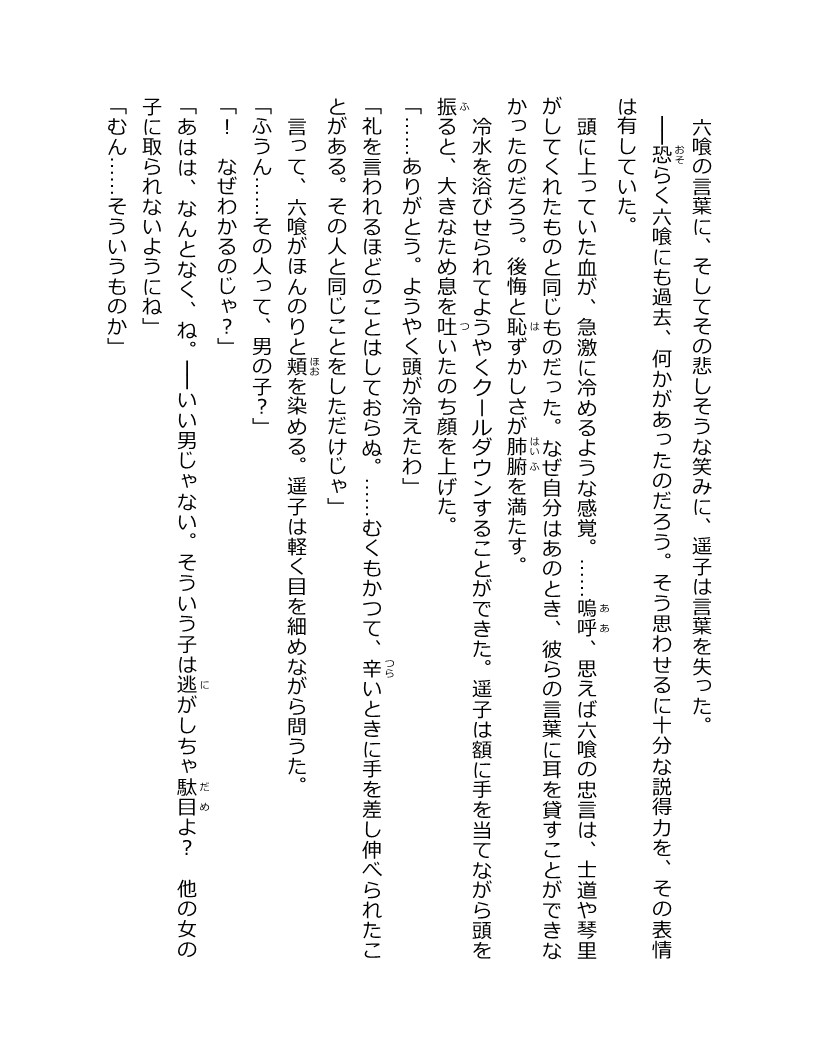 六喰の言葉に、そしてその悲しそうな笑みに、遥子は言葉を失った。
――恐らく六喰にも過去、何かがあったのだろう。そう思わせるに十分な説得力を、その表情
は有していた。
頭に上っていた血が、急激に冷めるような感覚。……嗚呼、思えば六喰の忠言は、士道や琴里
がしてくれたものと同じものだった。なぜ自分はあのとき、彼らの言葉に耳を貸すことができな
かったのだろう。後悔と恥ずかしさが肺腑を満たす。
冷水を浴びせられてようやくクールダウンすることができた。遥子は額に手を当てながら頭を
振ると、大きなため息を吐いたのち顔を上げた。
「……ありがとう。ようやく頭が冷えたわ」
「礼を言われるほどのことはしておらぬ。……むくもかつて、辛いときに手を差し伸べられたこ
とがある。その人と同じことをしただけじゃ」
言って、六喰がほんのりと頬を染める。遥子は軽く目を細めながら問うた。
「ふうん……その人って、男の子？」
「！　なぜわかるのじゃ？」
「あはは、なんとなく、ね。――いい男じゃない。そういう子は逃がしちゃ駄目よ？　他の女の
子に取られないようにね」
「むん……そういうものか」